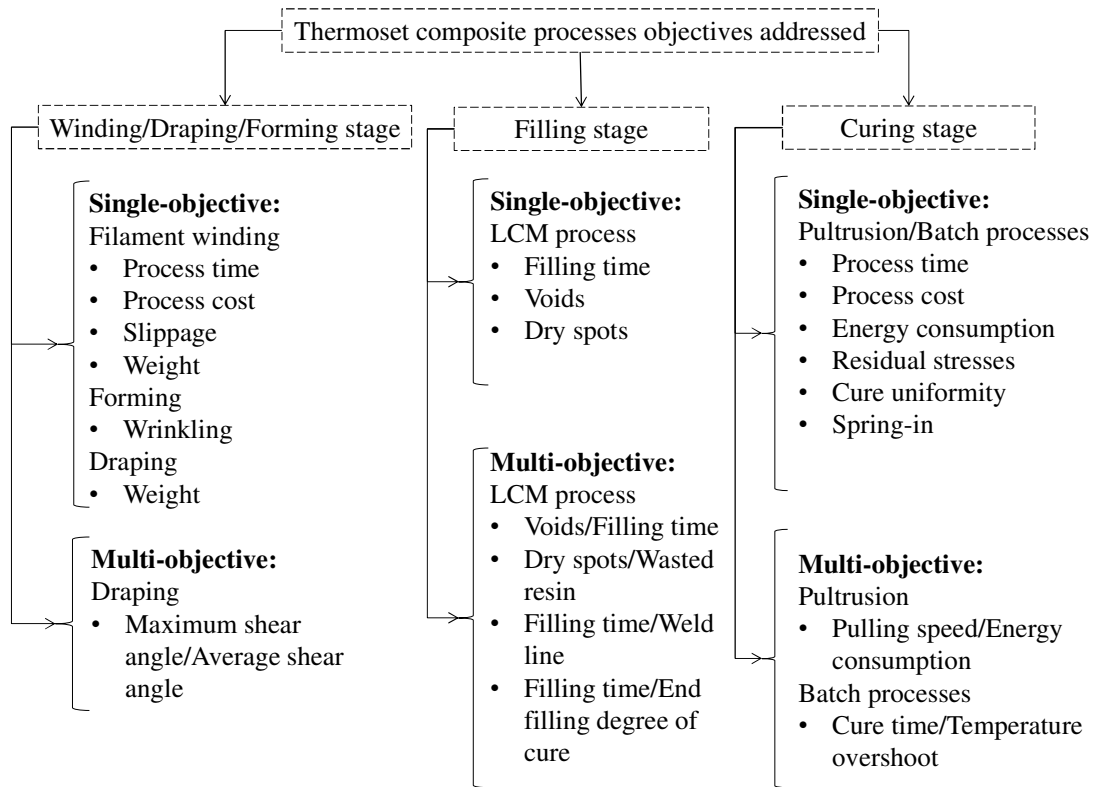 Thermoset composite processes objectives addressed
Winding/Draping/Forming stage
Single-objective:
Filament winding
• Process time
• Process cost
• Slippage
• Weight
Forming
• Wrinkling
Draping
• Weight
Multi-objective:
Draping
• Maximum shear
angle/Average shear
angle
Filling stage
Single-objective:
LCM process
• Filling time
• Voids
• Dry spots
Multi-objective:
LCM process
• Voids/Filling time
• Dry spots/Wasted
resin
• Filling time/Weld
line
• Filling time/End
filling degree of
cure
Curing stage
Single-objective:
Pultrusion/Batch processes
• Process time
• Process cost
• Energy consumption
• Residual stresses
• Cure uniformity
• Spring-in
Multi-objective:
Pultrusion
• Pulling speed/Energy
consumption
Batch processes
• Cure time/Temperature
overshoot